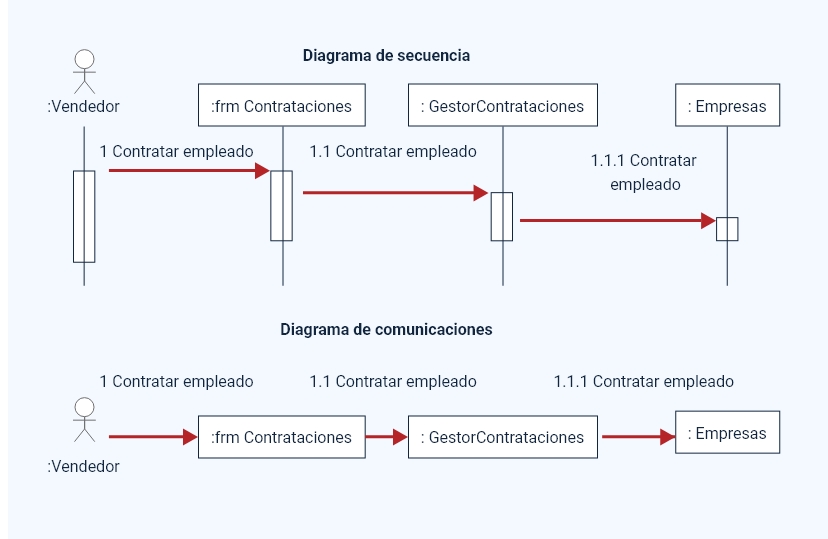 Diagrama de secuencia
:Vendedor
:frm Contrataciones
: GestorContrataciones
: Empresas
1 Contratar empleado
1.1 Contratar empleado
1.1.1 Contratar
empleado
Diagrama de comunicaciones
1 Contratar empleado
1.1 Contratar empleado
1.1.1 Contratar empleado
:frm Contrataciones
: GestorContrataciones
: Empresas
:Vendedor